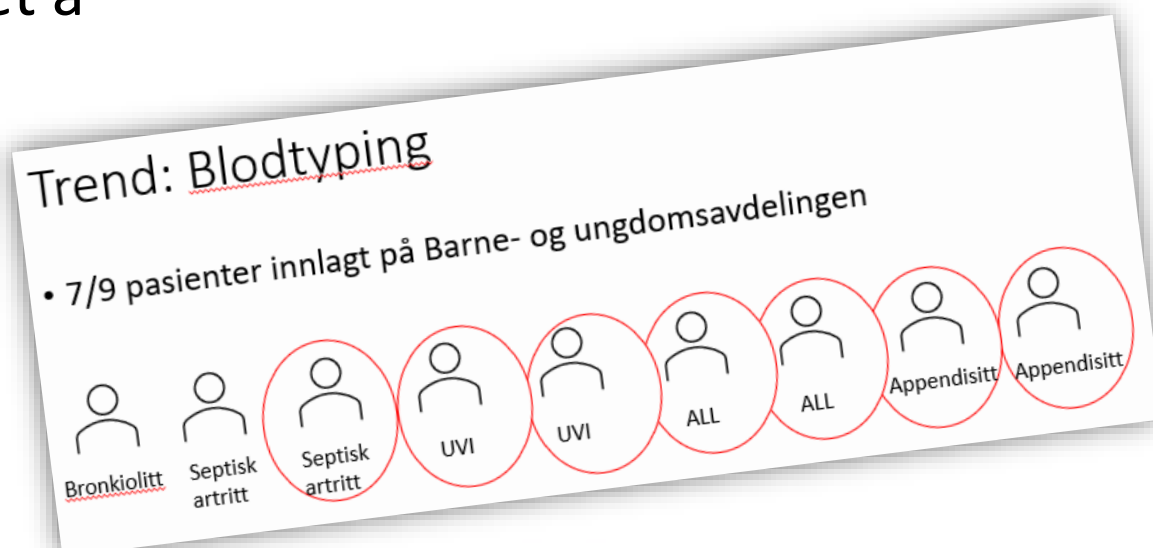 et å
Trend: Blodtyping
• 7/9 pasienter innlagt på Barne- og ungdomsavdelingen
Bronkiolitt
Septisk
artritt
Septisk
artritt
UVI
UVI
ALL
ALL
Appendisitt
Appendisitt